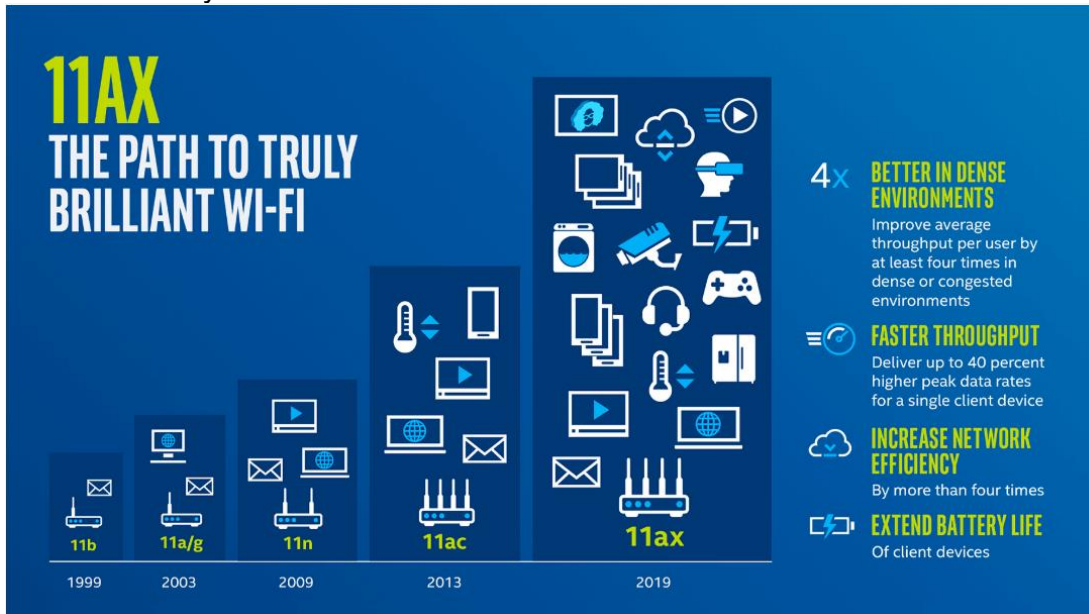 11AX
THE PATH TO TRULY
BRILLIANT WI-FI
11b
11a/g
11n
11ac
11ax
1999
2003
2009
2013
2019
4x
BETTER IN DENSE
ENVIRONMENTS
Improve average
throughput per user by
at least four times in
dense or congested
environments
FASTER THROUGHPUT
Deliver up to 40 percent
higher peak data rates
for a single client device
INCREASE NETWORK
EFFICIENCY
By more than four times
EXTEND BATTERY LIFE
Of client devices